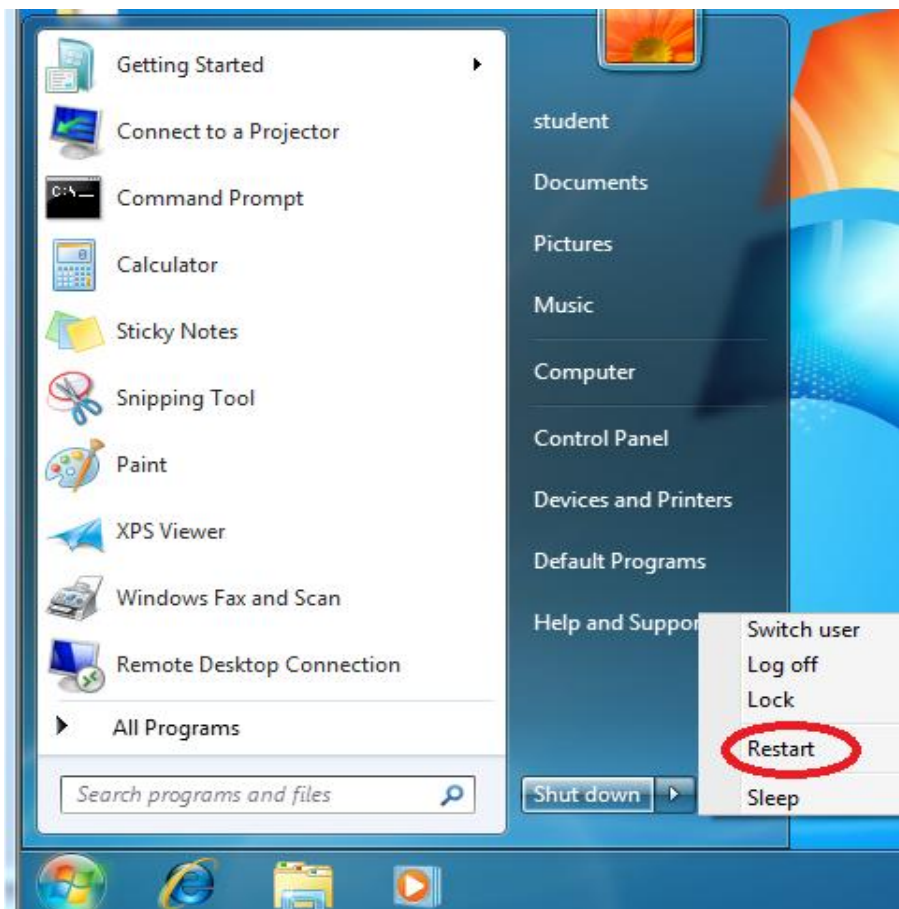 Getting Started
Connect to a Projector
C:\
Command Prompt
Calculator
Sticky Notes
Snipping Tool
Paint
XPS Viewer
Windows Fax and Scan
Remote Desktop Connection
All Programs
Search programs and files
student
Documents
Pictures
Music
Computer
Control Panel
Devices and Printers
Default Programs
Help and Suppor
Shut down
Switch user
Log off
Lock
Restart
Sleep